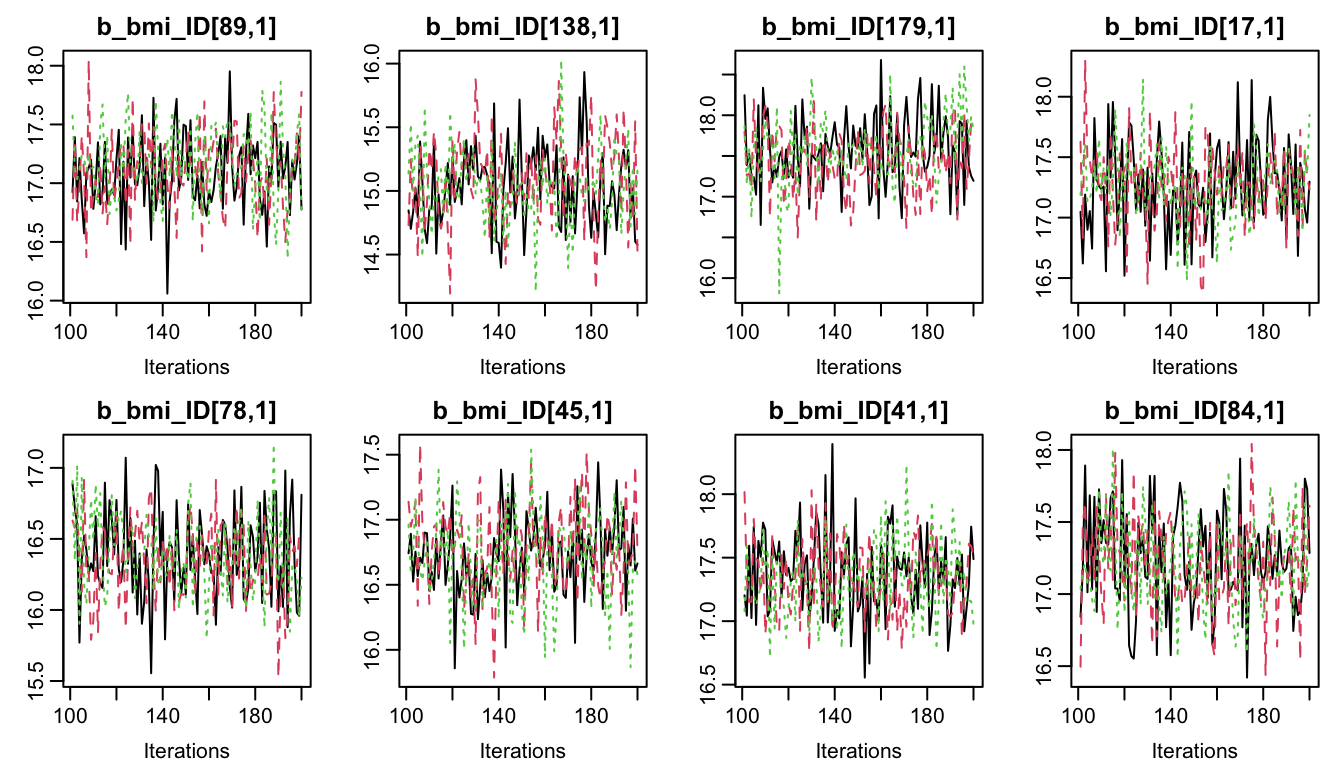 b_bmi_ID[89,1] b_bmi_ID[138,1] b_bmi_ID[179,1] b_bmi_ID[17,1]
18.0
17.5
17.0
16.5
16.0
100 140 180
Iterations
16.0
15.5
15.0
14.5
100 140 180
Iterations
18.0
17.0
16.0
100 140 180
Iterations
18.0
17.5
17.0
16.5
100 140 180
Iterations
b_bmi_ID[78,1] b_bmi_ID[45,1] b_bmi_ID[41,1] b_bmi_ID[84,1]
17.0
16.5
16.0
15.5
100 140 180
Iterations
17.5
17.0
16.5
16.0
100 140 180
Iterations
18.0
17.5
17.0
16.5
100 140 180
Iterations
18.0
17.5
17.0
16.5
100 140 180
Iterations